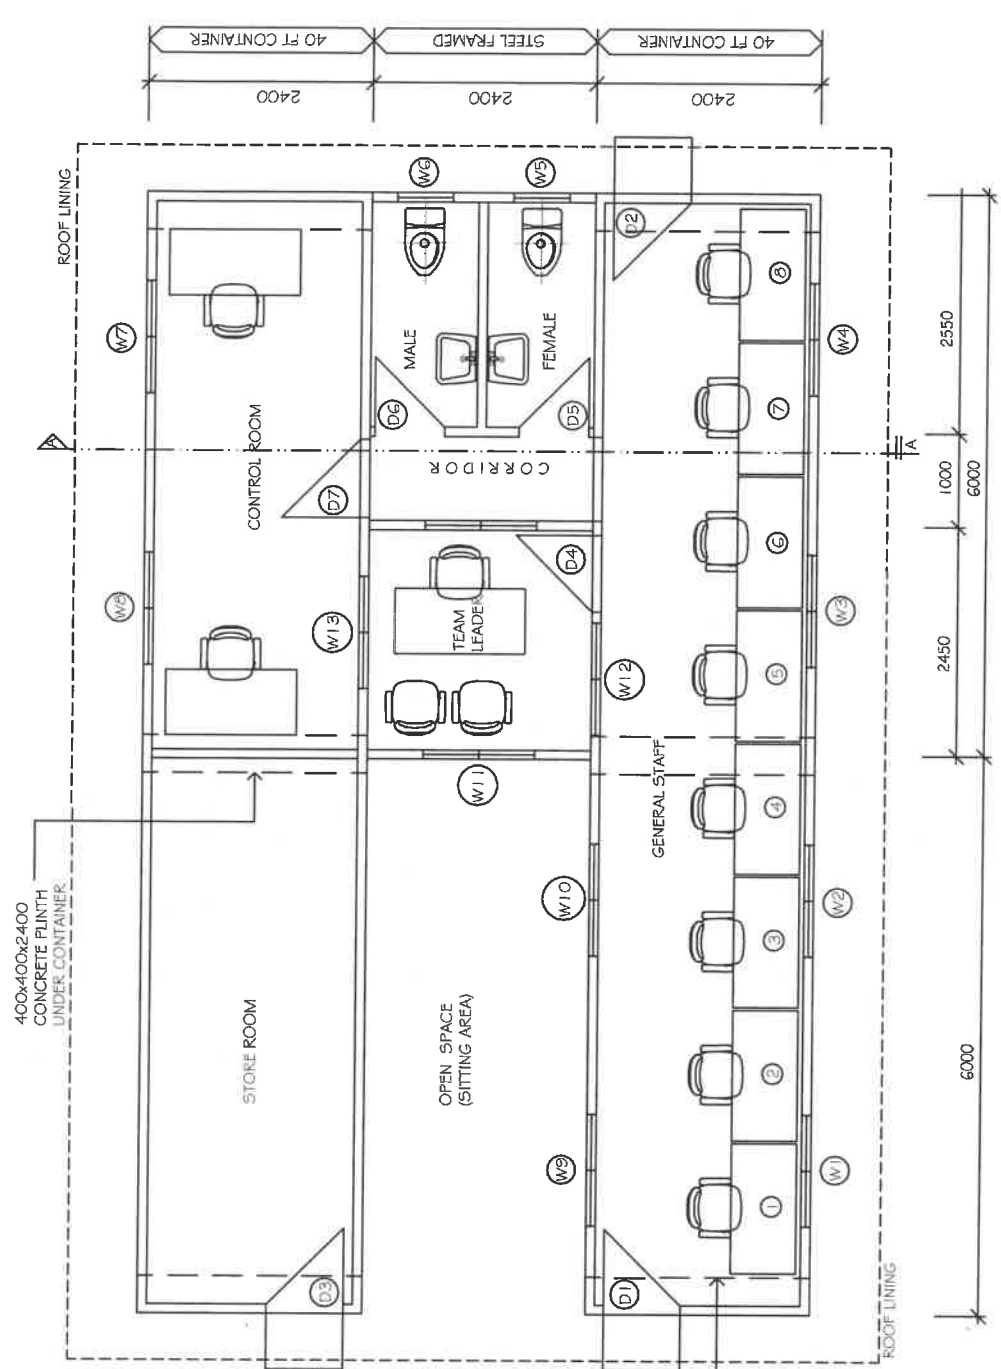 40 FT CONTAINER
STEEL FRAMED
40 FT CONTAINER
2400
2400
2400
ROOF LINING
W6
W5
D2
W7
MALE
FEMALE
8
W4
2550
A
CONTROL ROOM
D6
D5
7
A
CORRIDOR
D7
1000
6000
D4
6
W8
W13
TEAM
LEADER
W12
5
W3
2450
400x400x2400
CONCRETE PLINTH
UNDER CONTAINER
W11
GENERAL STAFF
4
W10
3
W2
STORE ROOM
OPEN SPACE
(SITTING AREA)
2
6000
W9
1
W1
D3
D1
ROOF LINING